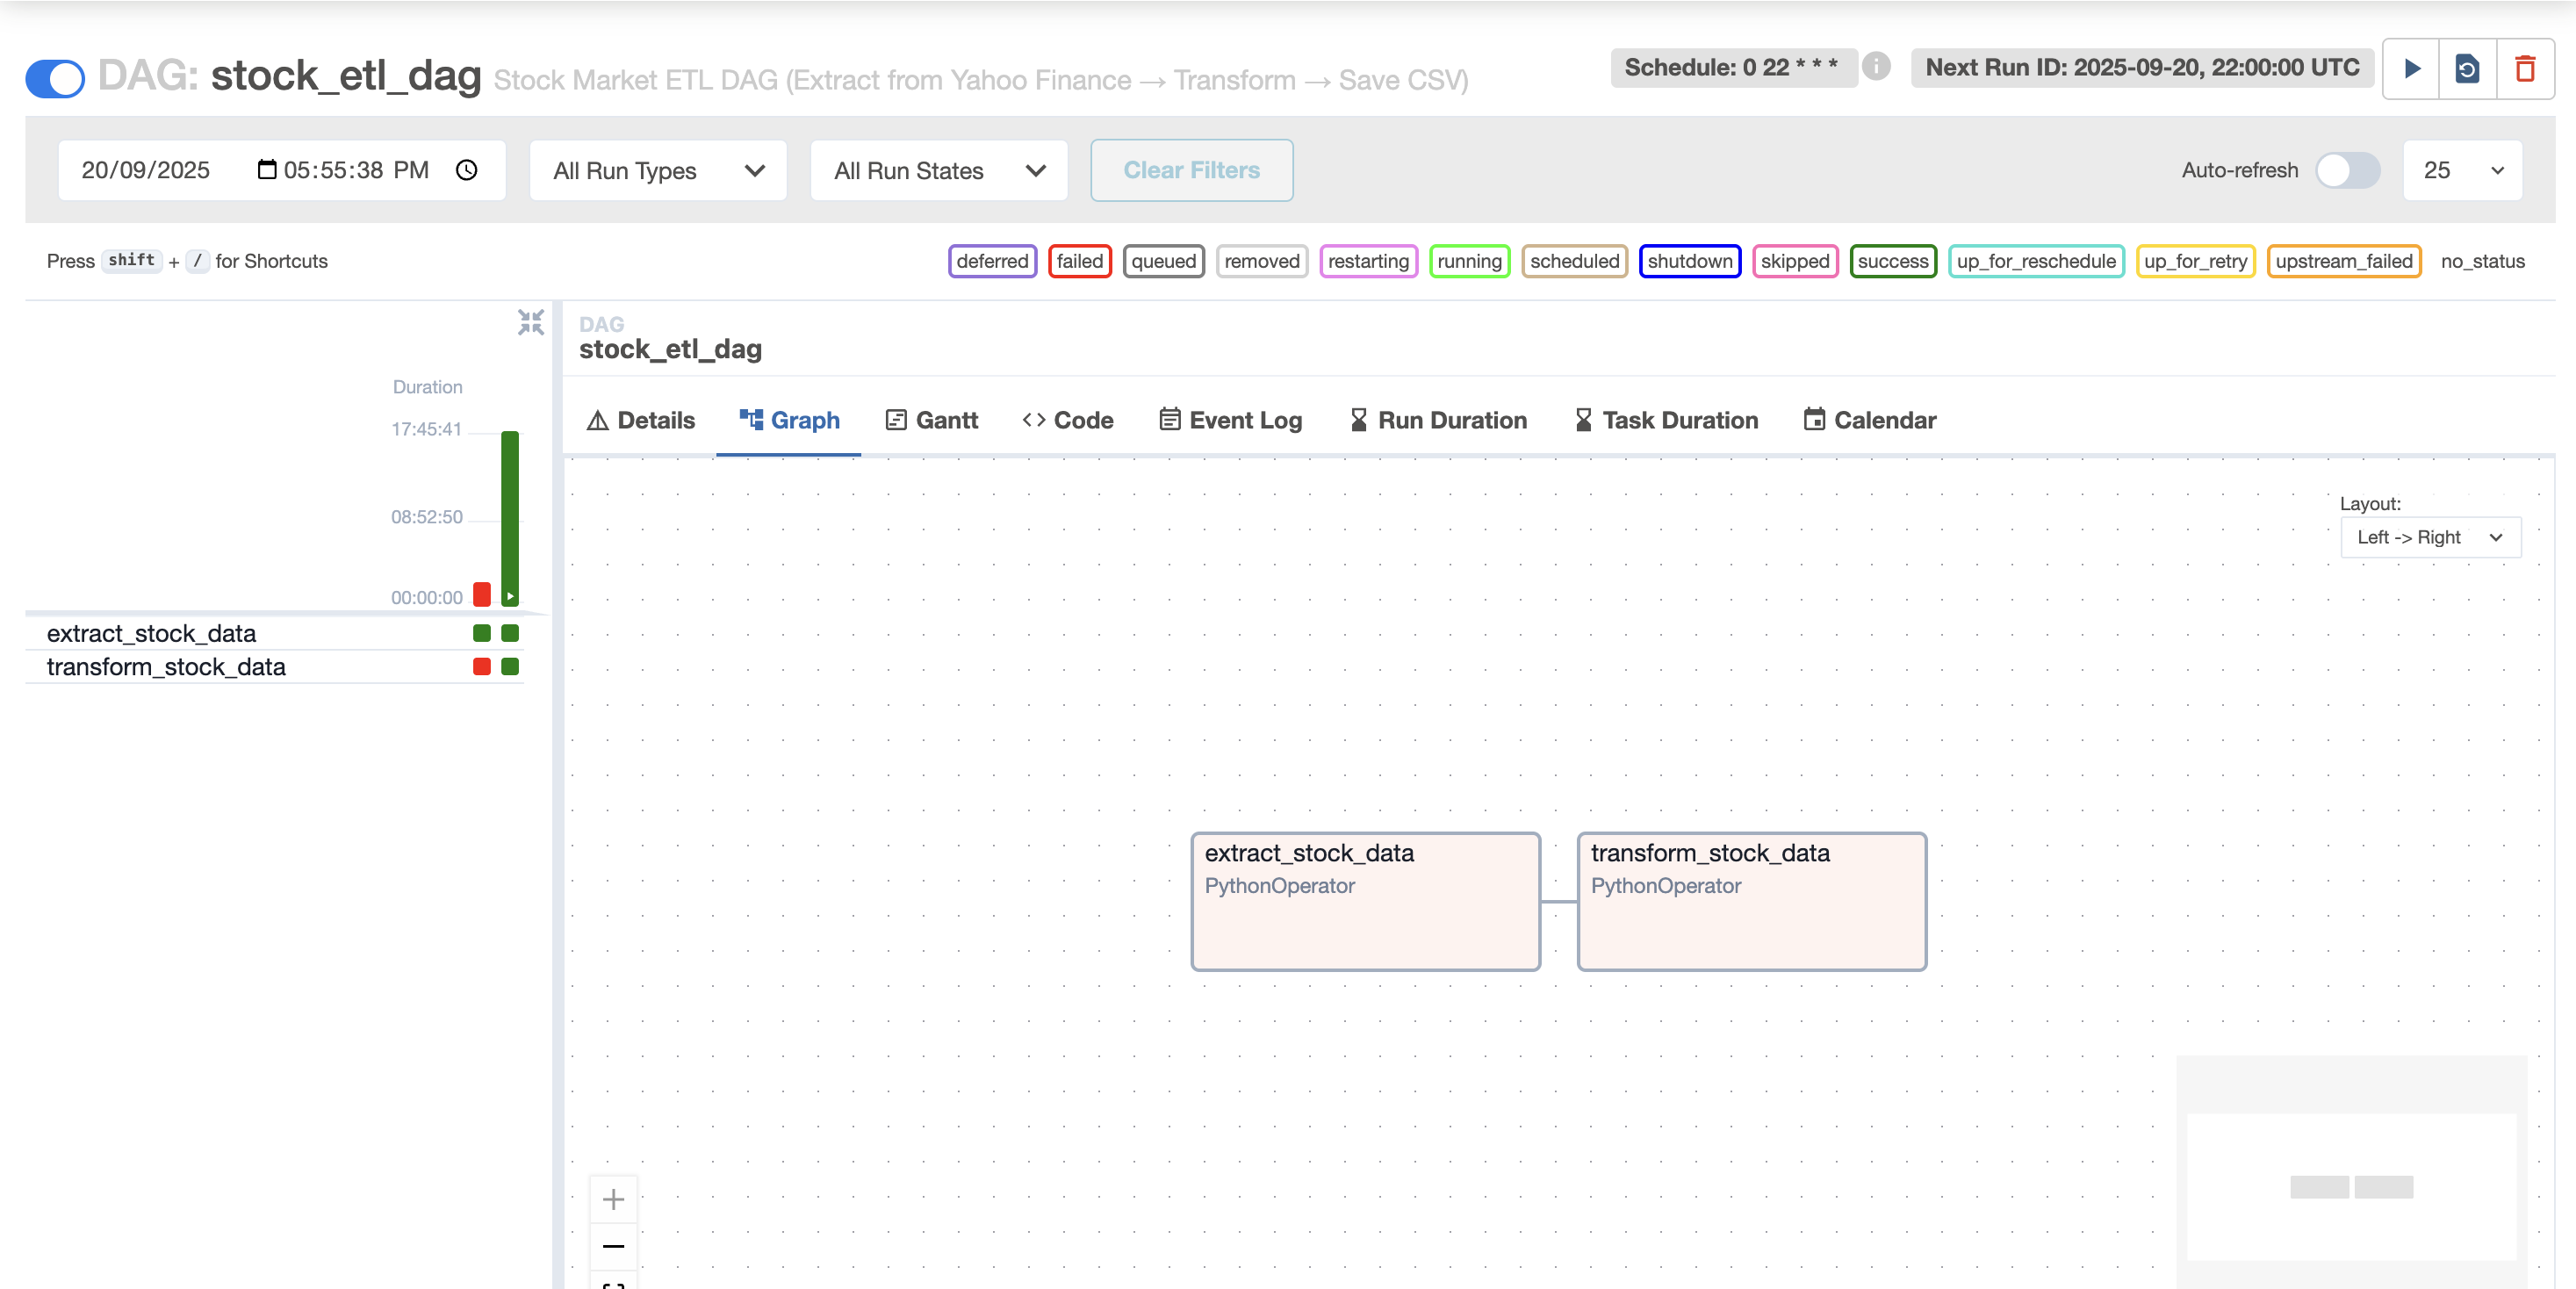 DAG: stock_etl_dag Stock Market ETL DAG (Extract from Yahoo Finance → Transform → Save CSV)
Schedule: 0 22 * * *
Next Run ID: 2025-09-20, 22:00:00 UTC
20/09/2025 05:55:38 PM
All Run Types
All Run States
Clear Filters
Auto-refresh
25
Press shift + / for Shortcuts
deferred failed queued removed restarting running scheduled shutdown skipped success up_for_reschedule up_for_retry upstream_failed no_status
Duration
17:45:41
08:52:50
00:00:00
extract_stock_data
transform_stock_data
DAG
stock_etl_dag
Details
Graph
Gantt
Code
Event Log
Run Duration
Task Duration
Calendar
Layout:
Left -> Right
extract_stock_data
PythonOperator
transform_stock_data
PythonOperator